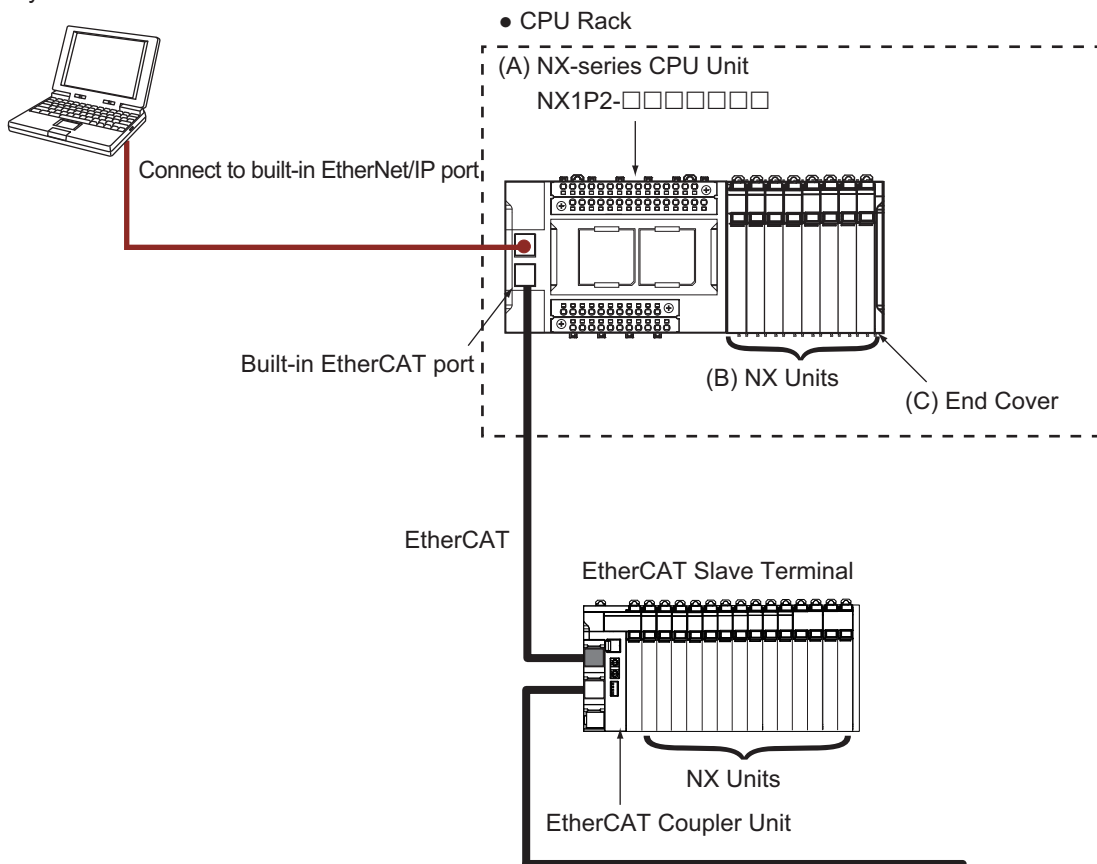 ● CPU Rack
(A) NX-series CPU Unit
NX1P2-□□□□□□□
Connect to built-in EtherNet/IP port
Built-in EtherCAT port
(B) NX Units
(C) End Cover
EtherCAT
EtherCAT Slave Terminal
NX Units
EtherCAT Coupler Unit